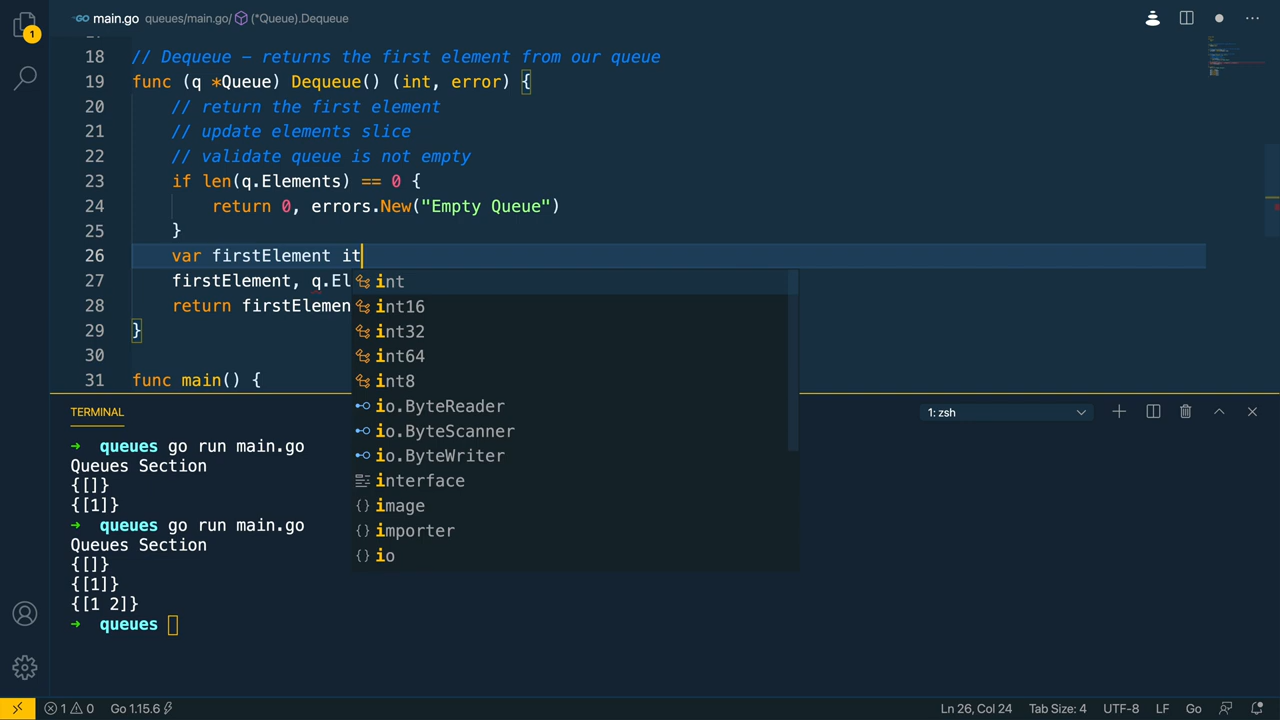 main.go queues/main.go/ (*Queue).Dequeue
1
18 // Dequeue – returns the first element from our queue
19 func (q *Queue) Dequeue() (int, error) {
20 // return the first element
21 // update elements slice
22 // validate queue is not empty
23 if len(q.Elements) == 0 {
24 return 0, errors.New("Empty Queue")
25 }
26 var firstElement it
27 firstElement, q.El
28 return firstElemen
29 }
30
31 func main() {
int
int16
int32
int64
int8
io.ByteReader
io.ByteScanner
io.ByteWriter
interface
image
importer
io
TERMINAL
1: zsh
→ queues go run main.go
Queues Section
{[]}
{[1]}
→ queues go run main.go
Queues Section
{[]}
{[1]}
{[1 2]}
→ queues
1 0 Go 1.15.6 Ln 26, Col 24 Tab Size: 4 UTF-8 LF Go